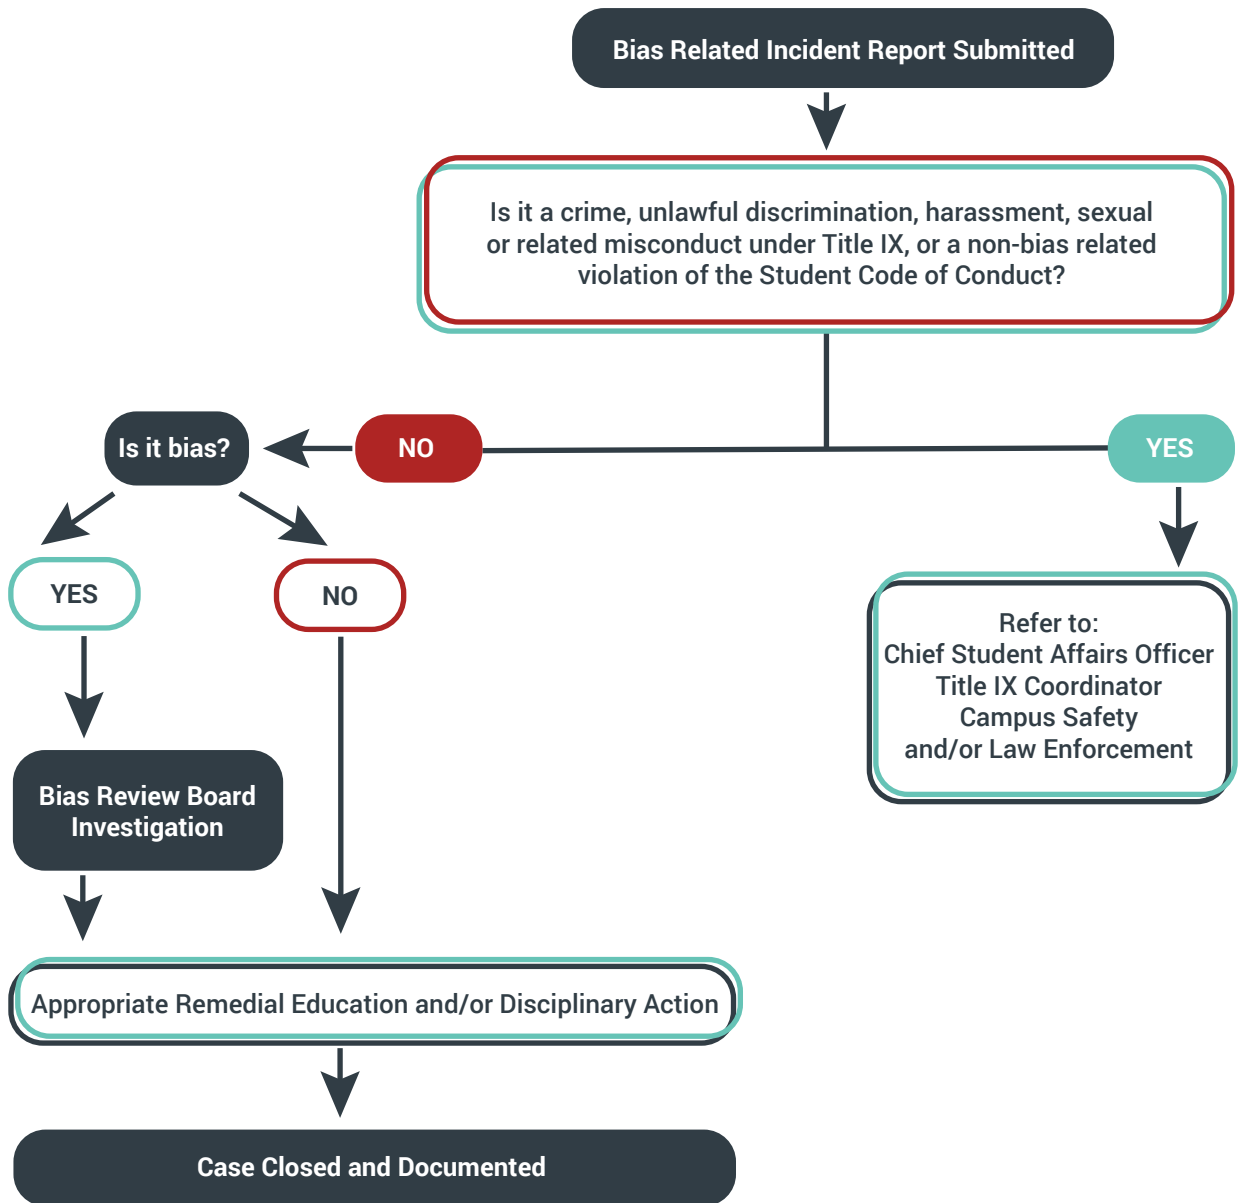 Bias Related Incident Report Submitted
Is it a crime, unlawful discrimination, harassment, sexual
or related misconduct under Title IX, or a non-bias related
violation of the Student Code of Conduct?
Is it bias?
NO
YES
YES
NO
Refer to:
Chief Student Affairs Officer
Title IX Coordinator
Campus Safety
and/or Law Enforcement
Bias Review Board
Investigation
Appropriate Remedial Education and/or Disciplinary Action
Case Closed and Documented